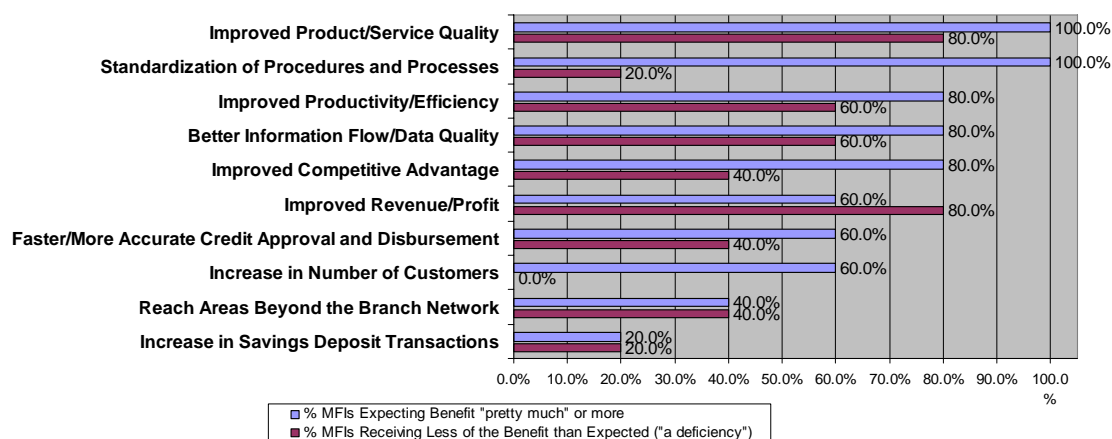 Improved Product/Service Quality 100.0%
80.0%
Standardization of Procedures and Processes 100.0%
20.0%
Improved Productivity/Efficiency 80.0%
60.0%
Better Information Flow/Data Quality 80.0%
60.0%
Improved Competitive Advantage 80.0%
40.0%
Improved Revenue/Profit 60.0%
80.0%
Faster/More Accurate Credit Approval and Disbursement 60.0%
40.0%
Increase in Number of Customers 60.0%
0.0%
Reach Areas Beyond the Branch Network 40.0%
40.0%
Increase in Savings Deposit Transactions 20.0%
20.0%
0.0% 10.0% 20.0% 30.0% 40.0% 50.0% 60.0% 70.0% 80.0% 90.0% 100.0
%
% MFIs Expecting Benefit "pretty much" or more
% MFIs Receiving Less of the Benefit than Expected ("a deficiency")